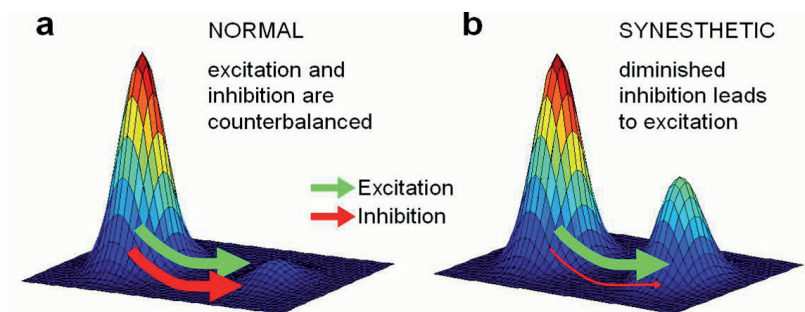 a
NORMAL
excitation and
inhibition are
counterbalanced
Excitation
Inhibition
b
SYNESTHETIC
diminished
inhibition leads
to excitation